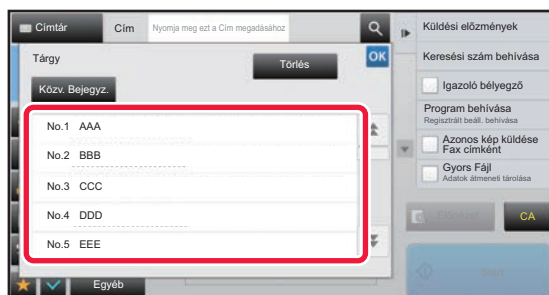 Címtár
Cím
Nyomja meg ezt a Cím megadásához
Küldési előzmények
Tárgy
Törlés
OK
Keresési szám behívása
Közv. Bejegyz.
Igazoló bélyegző
No.1 AAA
Program behívása
Regisztrált beáll. behívása
No.2 BBB
Azonos kép küldése
Fax címként
No.3 CCC
Gyors Fájl
Adatok átmeneti tárolása
No.4 DDD
CA
No.5 EEE
Egyéb